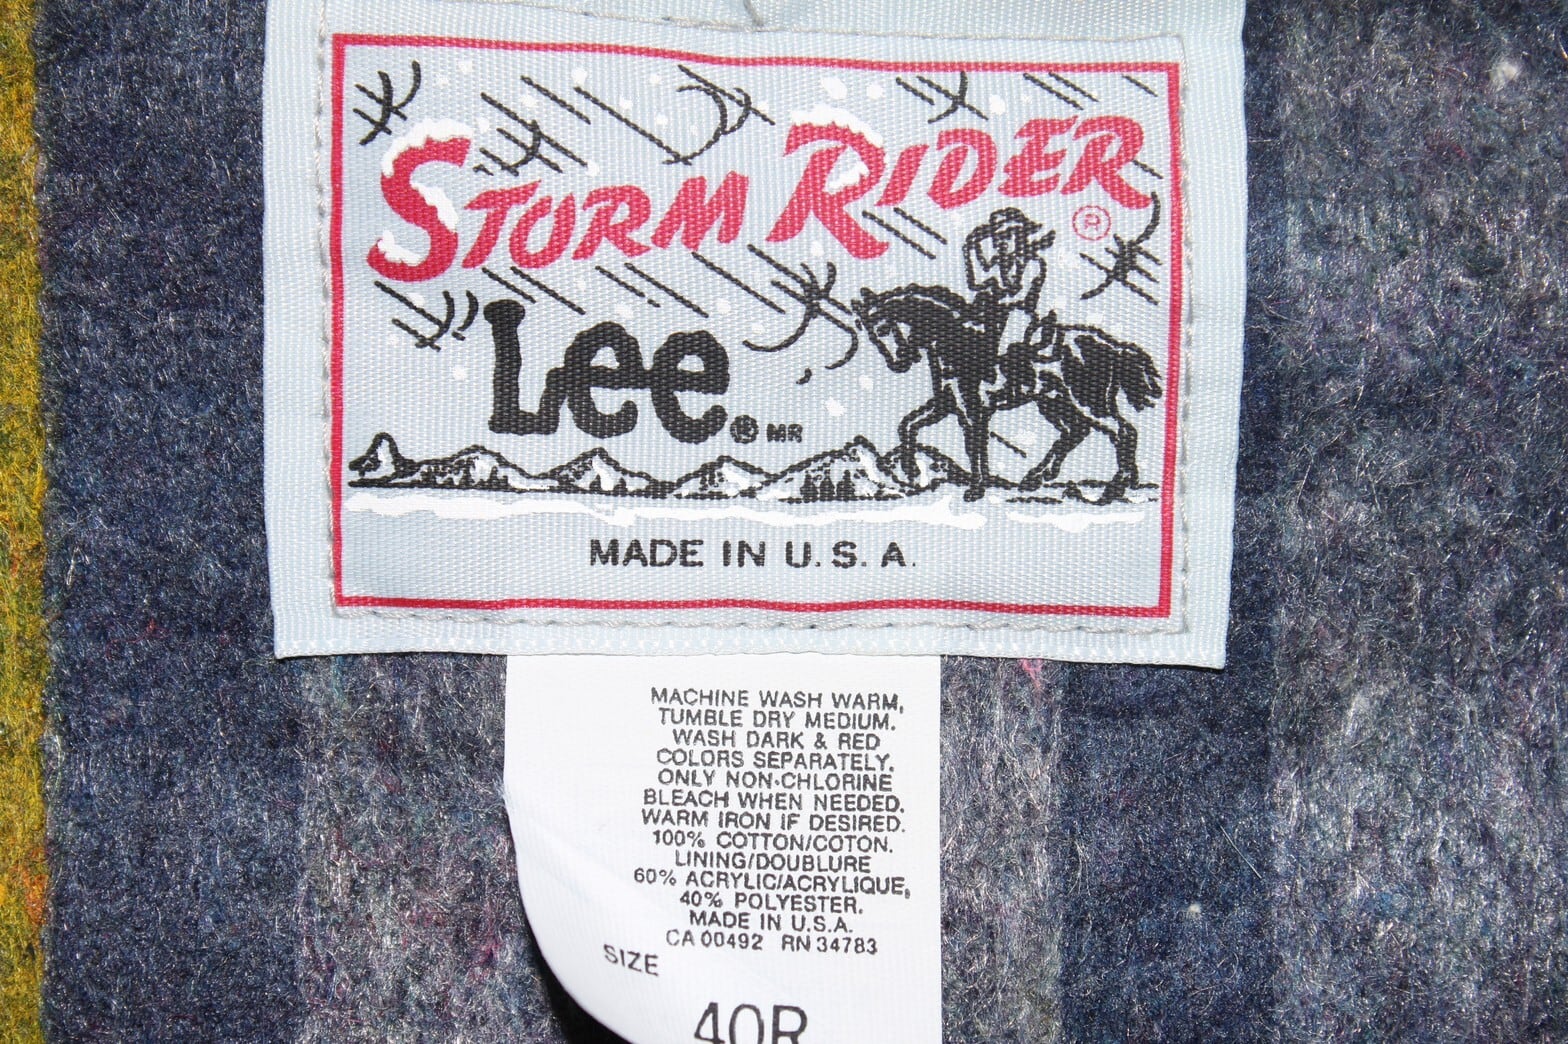 STORM RIDER ®
Lee ® MR
MADE IN U.S.A.
MACHINE WASH WARM,
TUMBLE DRY MEDIUM.
WASH DARK & RED
COLORS SEPARATELY.
ONLY NON-CHLORINE
BLEACH WHEN NEEDED.
WARM IRON IF DESIRED.
100% COTTON/COTON.
LINING/DOUBLURE
60% ACRYLIC/ACRYLIQUE,
40% POLYESTER.
MADE IN U.S.A.
CA 00492 RN 34783
SIZE
40R